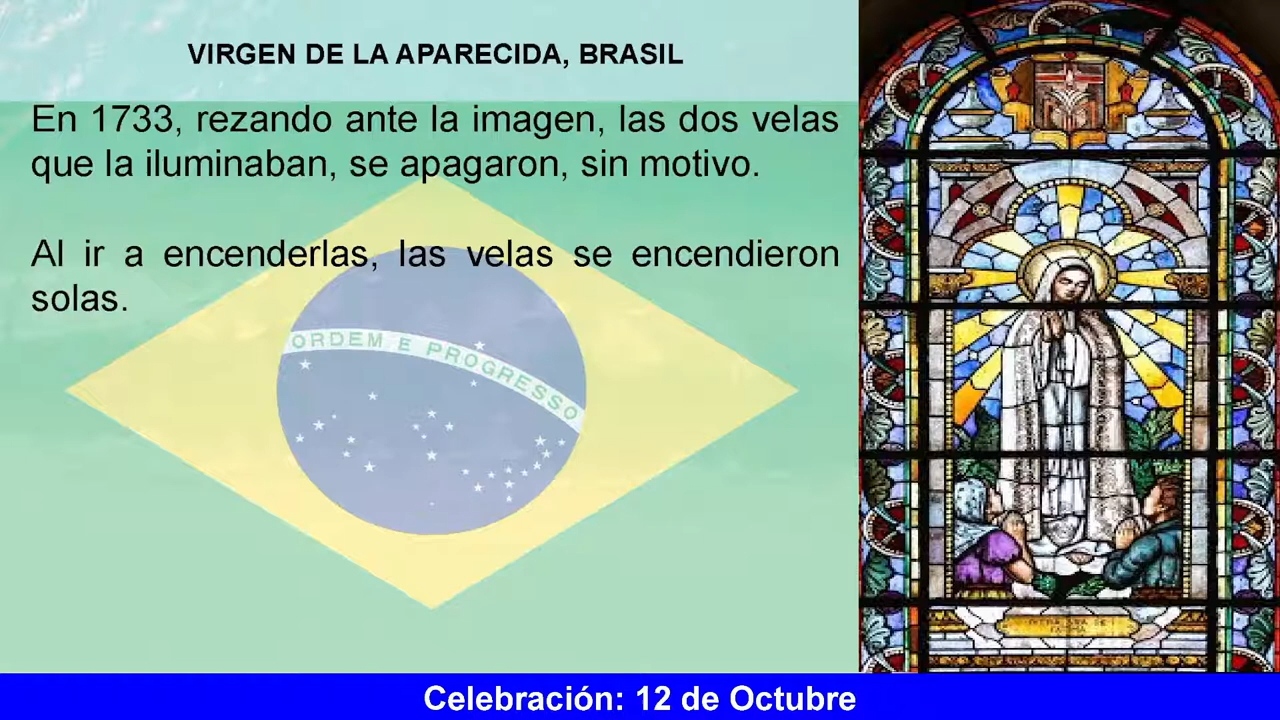 VIRGEN DE LA APARECIDA, BRASIL
En 1733, rezando ante la imagen, las dos velas
que la iluminaban, se apagaron, sin motivo.
Al ir a encenderlas, las velas se encendieron
solas.
ORDEM E PROGRESSO
Celebración: 12 de Octubre